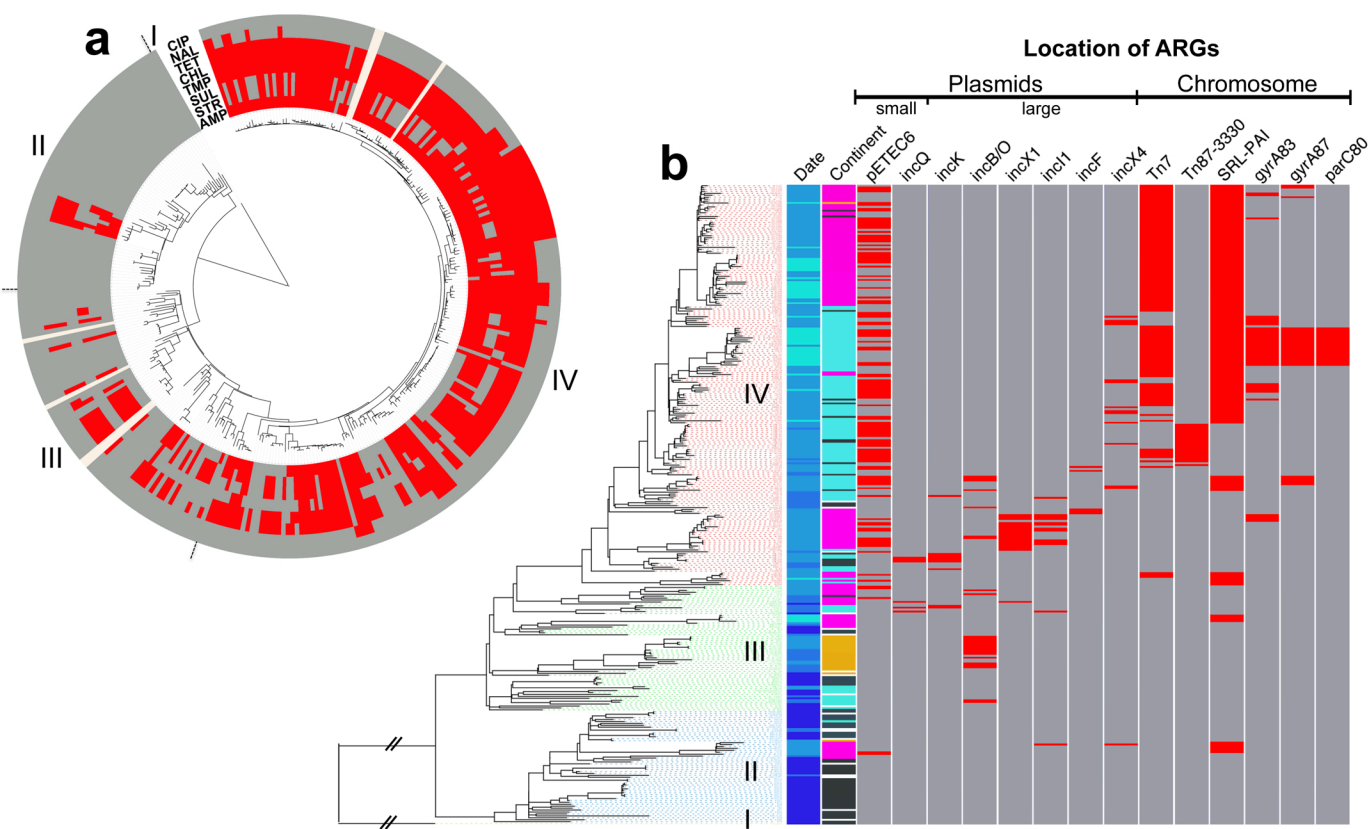 a
I
CIP
NAL
TET
CHL
TMP
SUL
STR
AMP
II
III
IV
b
Location of ARGs
Plasmids
Chromosome
small
large
Date
Continent
pETEC6
incQ
incK
incB/O
incX1
incI1
incF
incX4
Tn7
Tn87-3330
SRL-PAI
gyrA83
gyrA87
parC80
IV
III
II
I